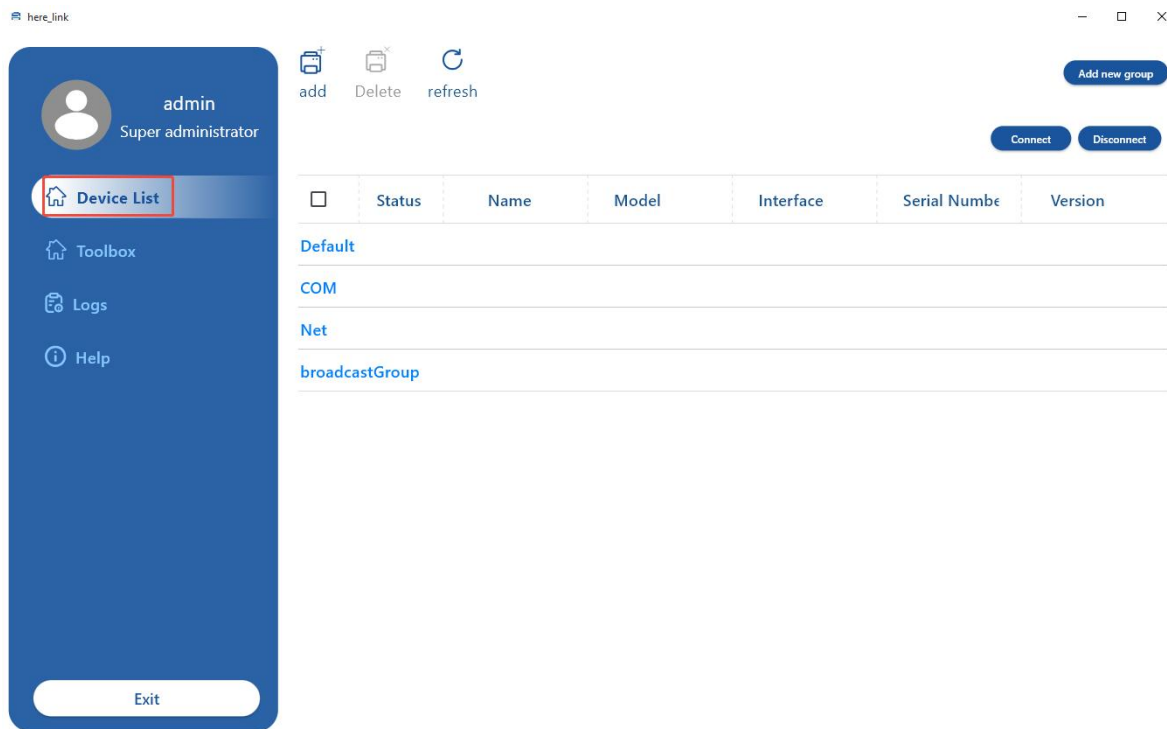 here_link
admin
Super administrator
Device List
Toolbox
Logs
Help
Exit
add Delete refresh
Add new group
Connect Disconnect
Status Name Model Interface Serial Numbe Version
Default
COM
Net
broadcastGroup